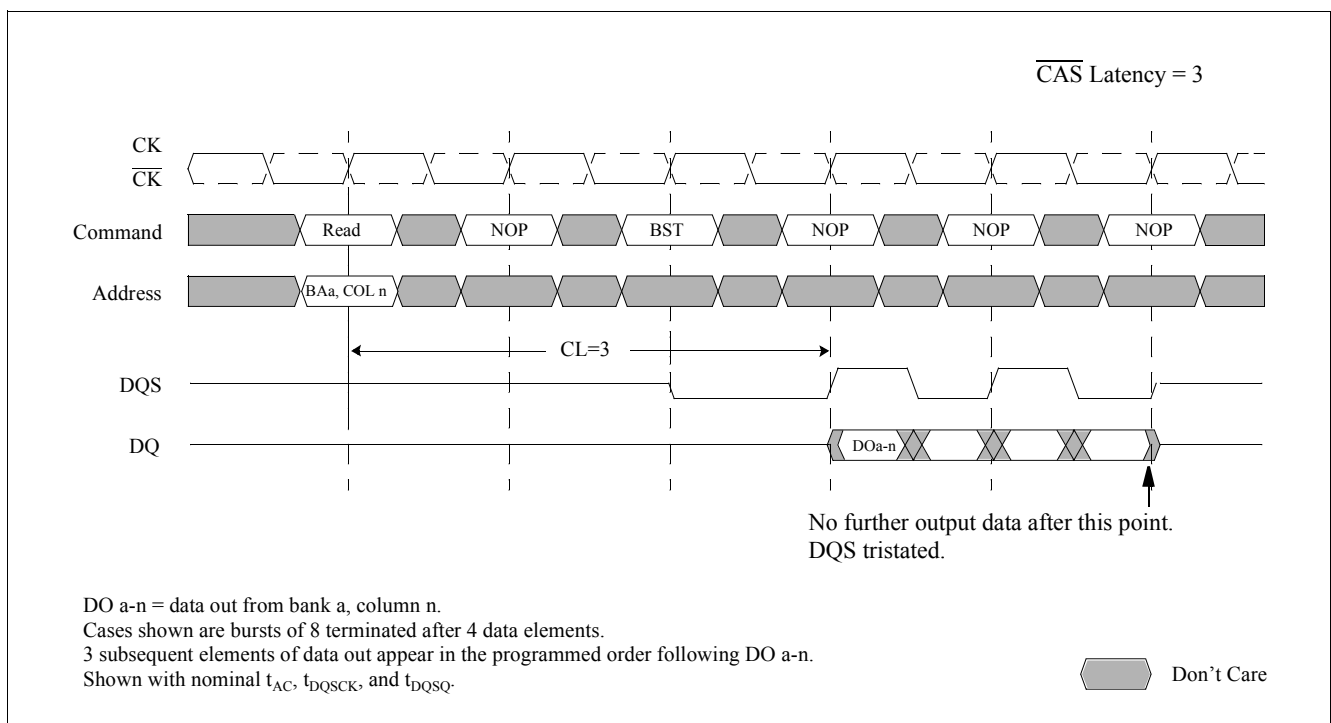 CAS Latency = 3
CK
CK
Command
Read
NOP
BST
NOP
NOP
NOP
Address
BAa, COL n
CL=3
DQS
DQ
DOa-n
No further output data after this point.
DQS tristated.
DO a-n = data out from bank a, column n.
Cases shown are bursts of 8 terminated after 4 data elements.
3 subsequent elements of data out appear in the programmed order following DO a-n.
Shown with nominal tAC, tDQSCK, and tDQSQ.
Don't Care